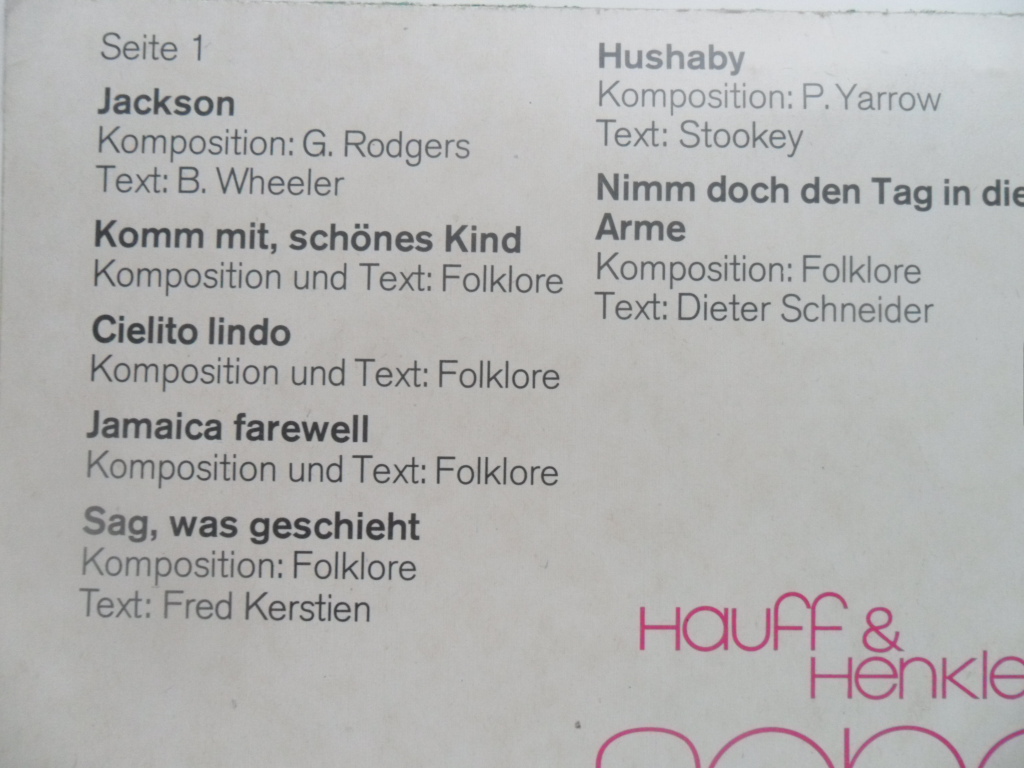 Seite 1
Jackson
Komposition: G. Rodgers
Text: B. Wheeler
Komm mit, schönes Kind
Komposition und Text: Folklore
Cielito lindo
Komposition und Text: Folklore
Jamaica farewell
Komposition und Text: Folklore
Sag, was geschieht
Komposition: Folklore
Text: Fred Kerstien
Hushaby
Komposition: P. Yarrow
Text: Stookey
Nimm doch den Tag in die
Arme
Komposition: Folklore
Text: Dieter Schneider
Hauff &
Henkle